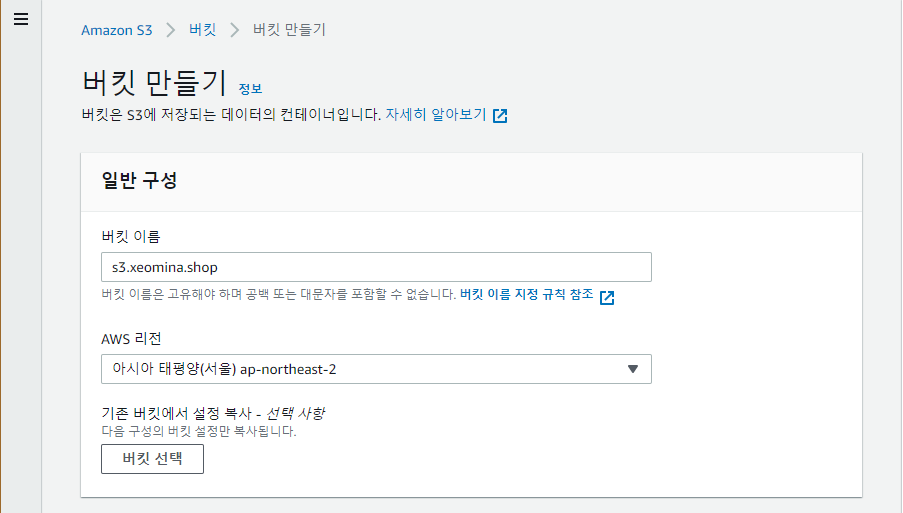 Amazon S3 > 버킷 > 버킷 만들기
버킷 만들기 정보
버킷은 S3에 저장되는 데이터의 컨테이너입니다. 자세히 알아보기
일반 구성
버킷 이름
s3.xeomina.shop
버킷 이름은 고유해야 하며 공백 또는 대문자를 포함할 수 없습니다. 버킷 이름 지정 규칙 참조
AWS 리전
아시아 태평양(서울) ap-northeast-2
기존 버킷에서 설정 복사 - 선택 사항
다음 구성의 버킷 설정만 복사됩니다.
버킷 선택